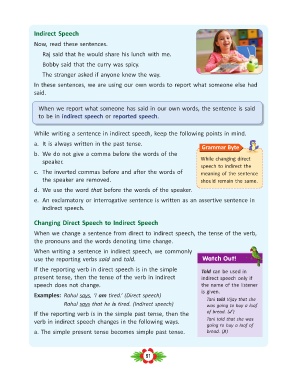 Indirect Speech
Now, read these sentences.
Raj said that he would share his lunch with me.
Bobby said that the curry was spicy.
The stranger asked if anyone knew the way.
In these sentences, we are using our own words to report what someone else had
said.
When we report what someone has said in our own words, the sentence is said
to be in indirect speech or reported speech.
While writing a sentence in indirect speech, keep the following points in mind.
a. It is always written in the past tense.
b. We do not give a comma before the words of the
speaker.
c. The inverted commas before and after the words of
the speaker are removed.
d. We use the word that before the words of the speaker.
e. An exclamatory or interrogative sentence is written as an assertive sentence in
indirect speech.
Grammar Byte
While changing direct
speech to indirect the
meaning of the sentence
should remain the same.
Changing Direct Speech to Indirect Speech
When we change a sentence from direct to indirect speech, the tense of the verb,
the pronouns and the words denoting time change.
When writing a sentence in indirect speech, we commonly
use the reporting verbs said and told.
If the reporting verb in direct speech is in the simple
present tense, then the tense of the verb in indirect
speech does not change.
Examples: Rahul says, 'I am tired.' (Direct speech)
Rahul says that he is tired. (Indirect speech)
If the reporting verb is in the simple past tense, then the
verb in indirect speech changes in the following ways.
a. The simple present tense becomes simple past tense.
Watch Out!
Told can be used in
indirect speech only if
the name of the listener
is given.
Tani told Vijay that she
was going to buy a loaf
of bread. (✓)
Tani told that she was
going to buy a loaf of
bread. (✗)
91